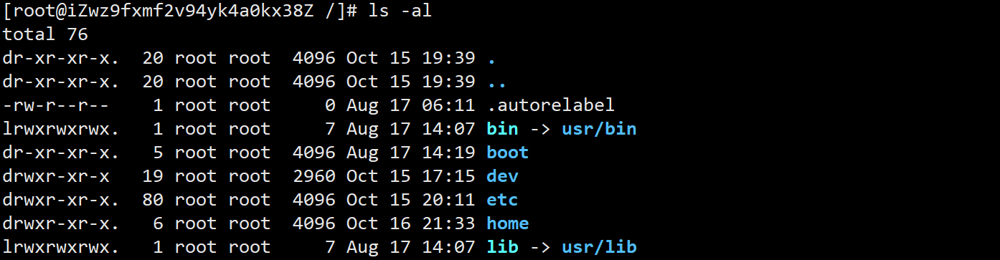 [root@iZwz9fxmf2v94yk4a0kx38Z /]# ls -al
total 76
dr-xr-xr-x.  20 root root  4096 Oct 15 19:39 .
dr-xr-xr-x.  20 root root  4096 Oct 15 19:39 ..
-rw-r--r--    1 root root     0 Aug 17 06:11 .autorelabel
lrwxrwxrwx.   1 root root     7 Aug 17 14:07 bin -> usr/bin
dr-xr-xr-x.   5 root root  4096 Aug 17 14:19 boot
drwxr-xr-x   19 root root  2960 Oct 15 17:15 dev
drwxr-xr-x.  80 root root  4096 Oct 15 20:11 etc
drwxr-xr-x.   6 root root  4096 Oct 16 21:33 home
lrwxrwxrwx.   1 root root     7 Aug 17 14:07 lib -> usr/lib